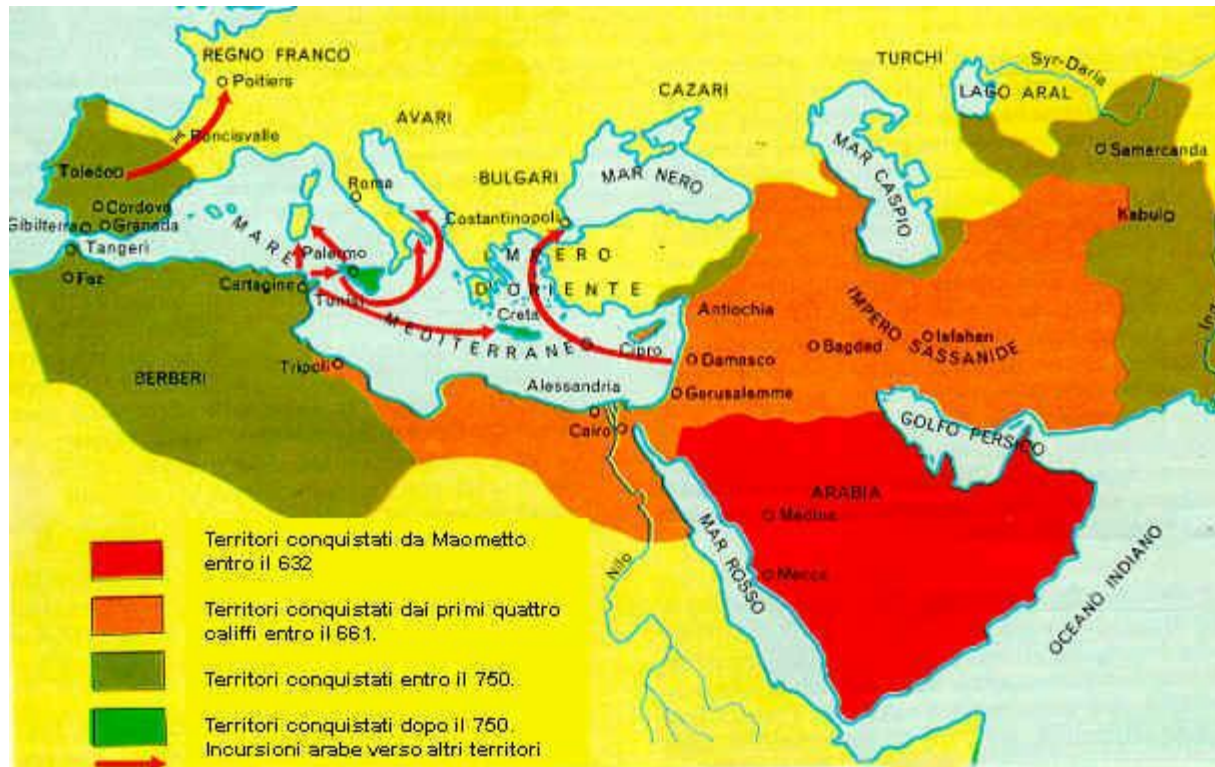 REGNO FRANCO
Poitiers
Roncisvalle
AVARI
CAZARI
TURCHI
Syr-Daria
LAGO ARAL
Samarcanda
Kabul
Toledo
Cordova
Granada
Gibilterra
Tangeri
Fez
Roma
BULGARI
MAR NERO
MAR CASPIO
Costantinopoli
IMPERO
D'ORIENTE
MARE
MEDITERRANEO
Palermo
Cartagine
Tunisi
Creta
Cipro
Antiochia
IMPERO
SASSANIDE
Isfahan
Bagdad
Damasco
Gerusalemme
BERBERI
Tripoli
Alessandria
Cairo
GOLFO PERSICO
ARABIA
Medina
Mecca
MAR ROSSO
Nilo
OCEANO INDIANO
Territori conquistati da Maometto
entro il 632
Territori conquistati dai primi quattro
califfi entro il 661.
Territori conquistati entro il 750.
Territori conquistati dopo il 750.
Incursioni arabe verso altri territori